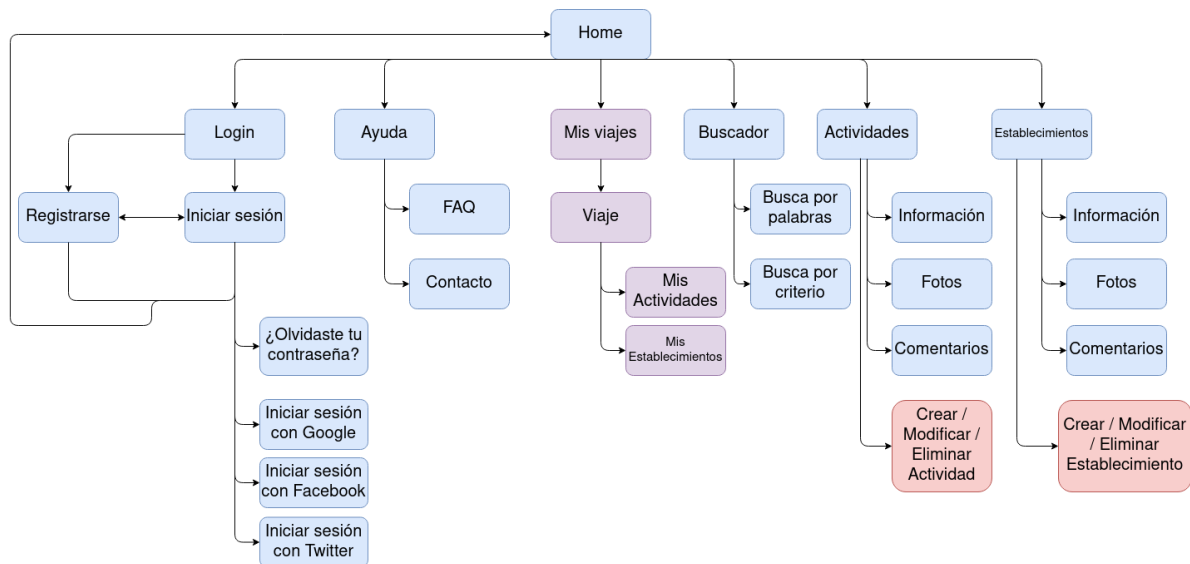 Home
Login
Ayuda
Mis viajes
Buscador
Actividades
Establecimientos
Registrarse
Iniciar sesión
FAQ
Contacto
Viaje
Mis
Actividades
Mis
Establecimientos
Busca por
palabras
Busca por
criterio
Información
Fotos
Comentarios
Crear /
Modificar /
Eliminar
Actividad
Información
Fotos
Comentarios
Crear / Modificar
/ Eliminar
Establecimiento
¿Olvidaste tu
contraseña?
Iniciar sesión
con Google
Iniciar sesión
con Facebook
Iniciar sesión
con Twitter